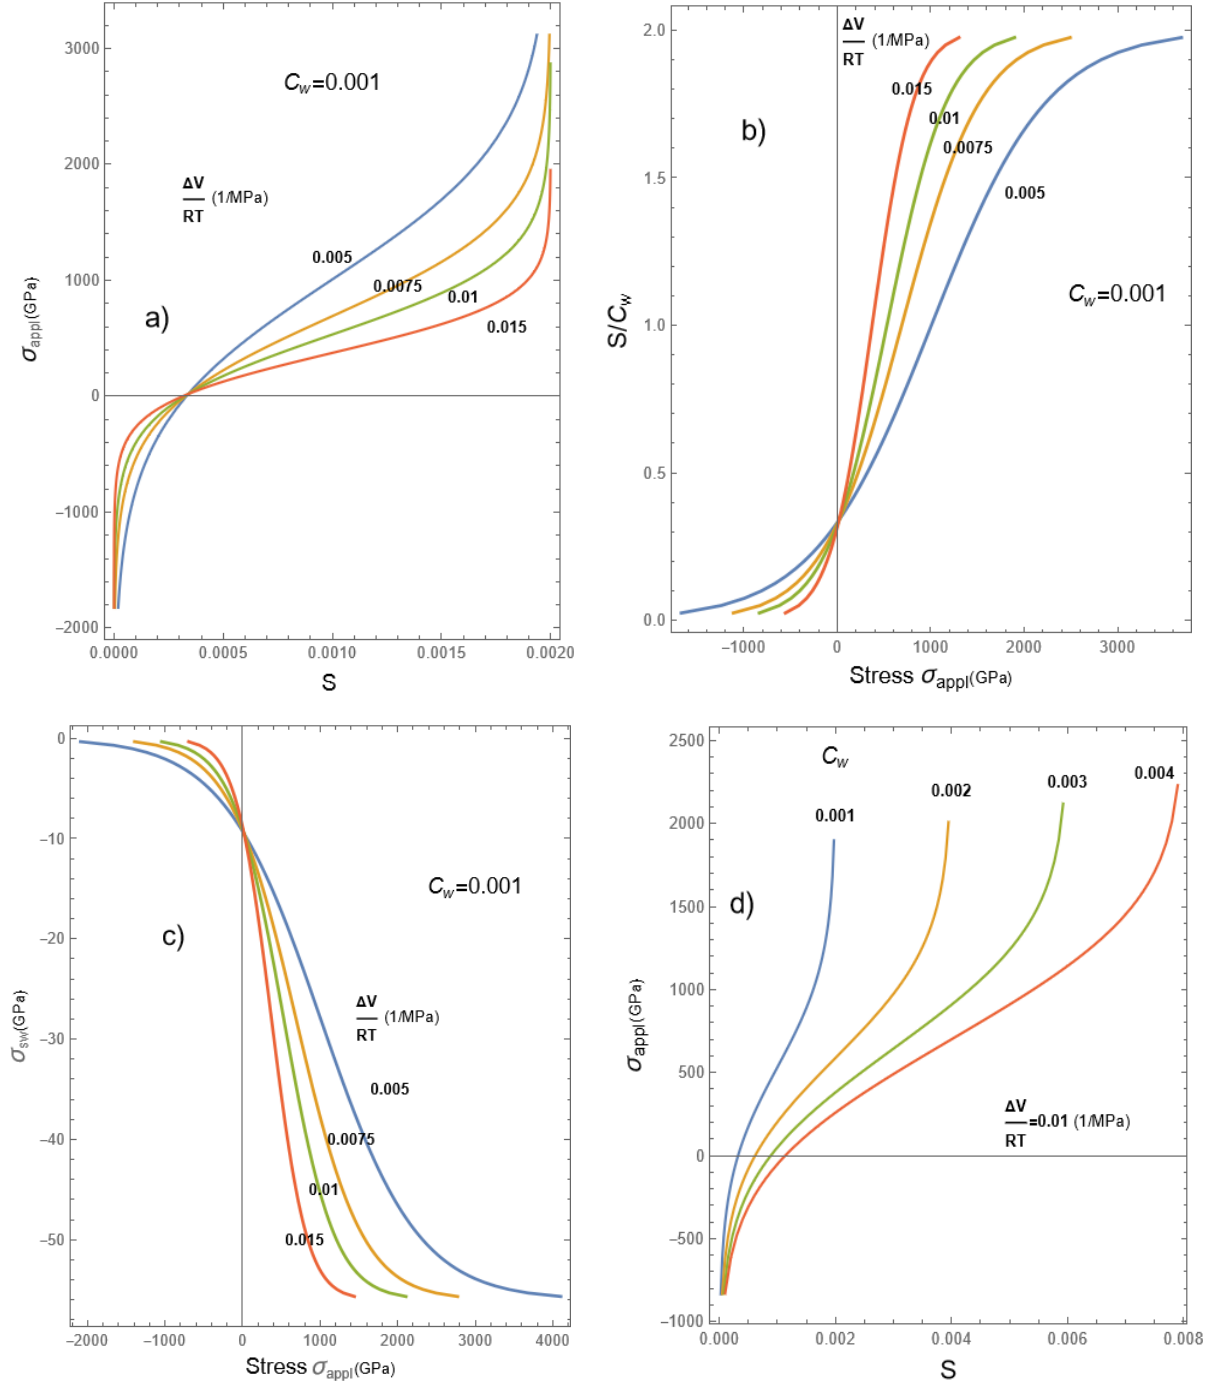 3000
2000
1000
0
−1000
−2000
0.0000
0.0005
0.0010
0.0015
0.0020
σappl(GPa)
S
Cw=0.001
ΔV
RT
(1/MPa)
0.005
0.0075
0.01
0.015
a)
2.0
1.5
1.0
0.5
0.0
−1000
0
1000
2000
3000
S/Cw
Stress σappl(GPa)
ΔV
RT
(1/MPa)
0.015
0.01
0.0075
0.005
b)
Cw=0.001
0
−10
−20
−30
−40
−50
−2000
−1000
0
1000
2000
3000
4000
σsw(GPa)
Stress σappl(GPa)
Cw=0.001
c)
ΔV
RT
(1/MPa)
0.005
0.0075
0.01
0.015
2500
2000
1500
1000
500
0
−500
−1000
0.000
0.002
0.004
0.006
0.008
σappl(GPa)
S
Cw
0.001
0.002
0.003
0.004
d)
ΔV
RT
=0.01 (1/MPa)